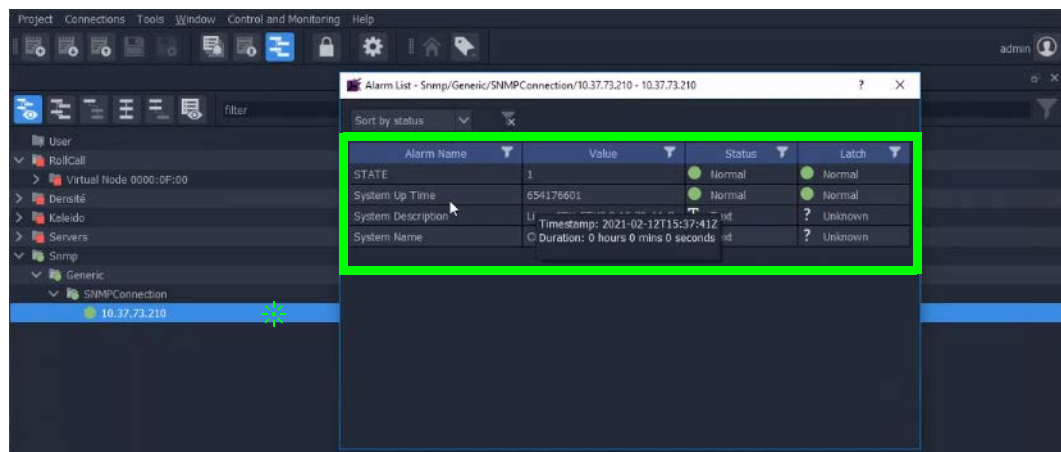 Project Connections Tools Window Control and Monitoring Help
admin
Alarm List - Snmp/Generic/SNMPConnection/10.37.73.210 - 10.37.73.210 ?
filter
Sort by status
User
RollCall
Virtual Node 0000:0F:00
Densité
Kaleido
Servers
Snmp
Generic
SNMPConnection
10.37.73.210
Alarm Name Value Status Latch
STATE 1 Normal Normal
System Up Time 654176601 Normal Normal
System Description ? Unknown
System Name ? Unknown
Timestamp: 2021-02-12T15:37:41Z
Duration: 0 hours 0 mins 0 seconds